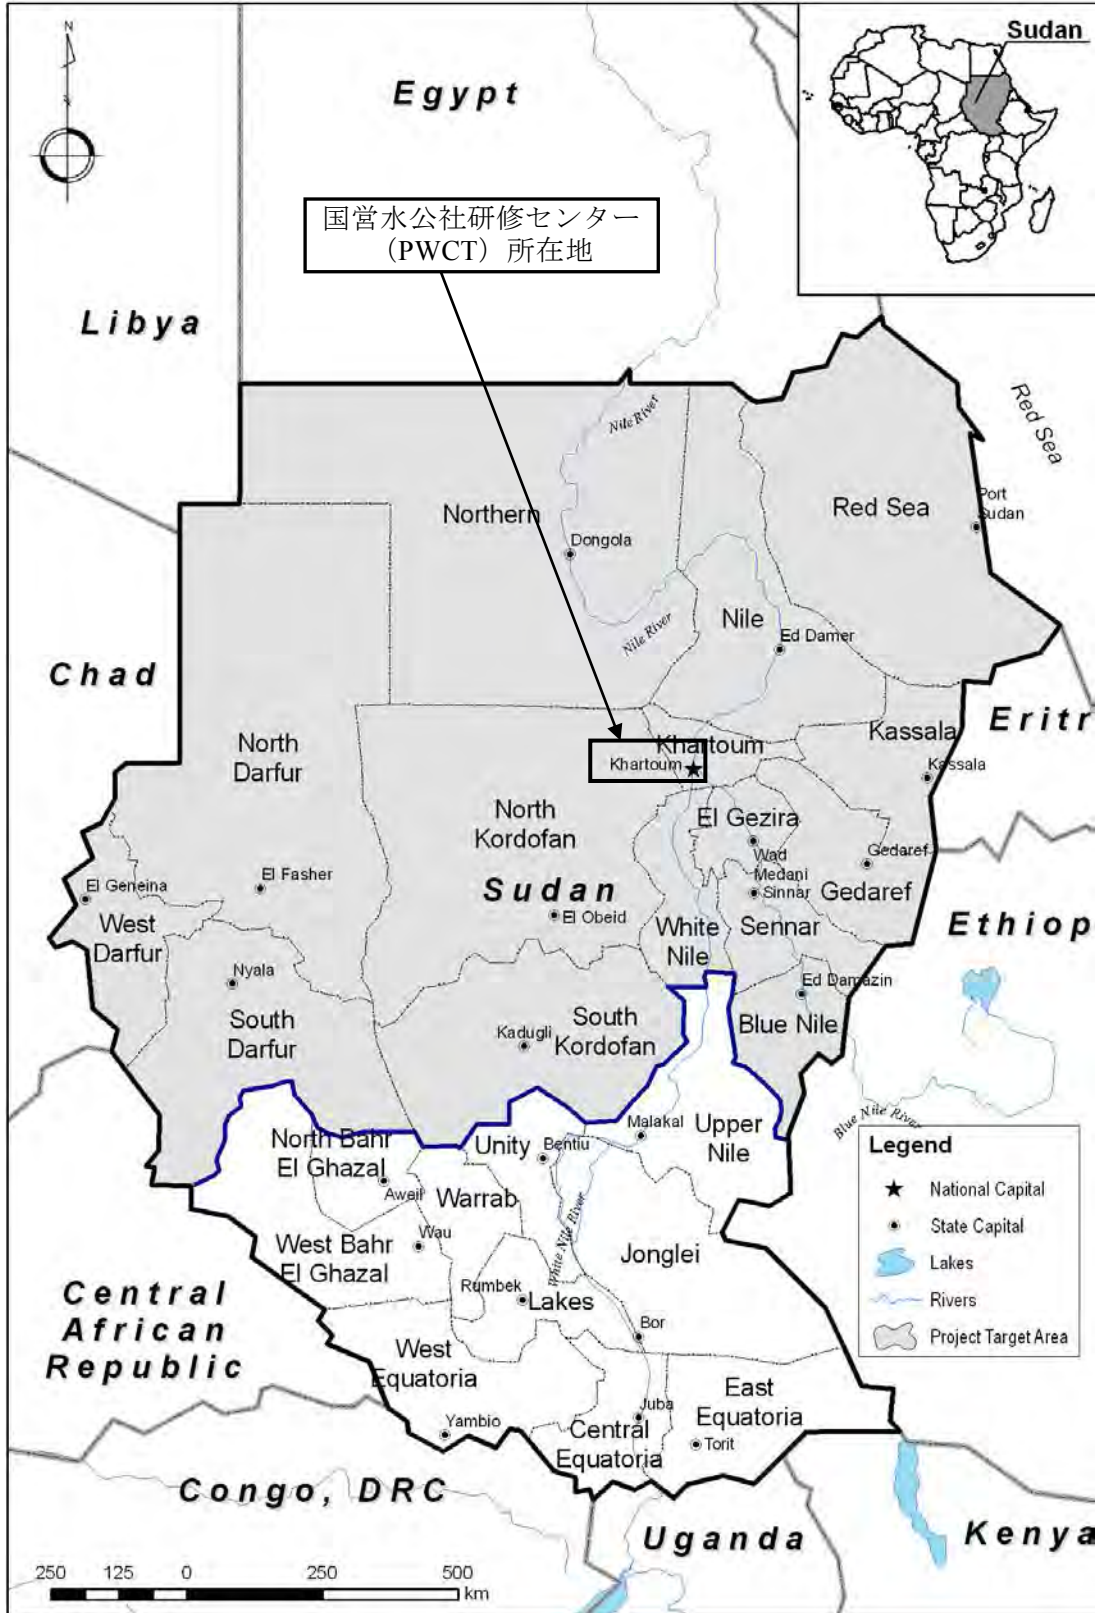 N
Sudan
Egypt
国営水公社研修センター
（PWCT）所在地
Libya
Red Sea
Nile River
Northern
Red Sea
Port
Sudan
Dongola
Nile
Nile River
Ed Damer
Chad
Eritr
Kassala
Khartoum
North
Darfur
Khartoum
Kassala
North
Kordofan
El Gezira
Wad
Medani
Gedaref
El Geneina
El Fasher
Sudan
Sinnar
Gedaref
West
Darfur
El Obeid
White
Nile
Sennar
Ethiop
Nyala
Ed Damazin
South
Darfur
Kadugli
South
Kordofan
Blue Nile
Blue Nile River
North Bahr
El Ghazal
Unity
Bentiu
Malakal
Upper
Nile
Legend
National Capital
State Capital
Lakes
Rivers
Project Target Area
Aweil
Warrab
White Nile River
West Bahr
El Ghazal
Wau
Jonglei
Rumbek
Lakes
Central
African
Republic
Bor
West
Equatoria
East
Equatoria
Juba
Yambio
Central
Equatoria
Torit
Congo, DRC
Uganda
Kenya
250 125 0 250 500
km